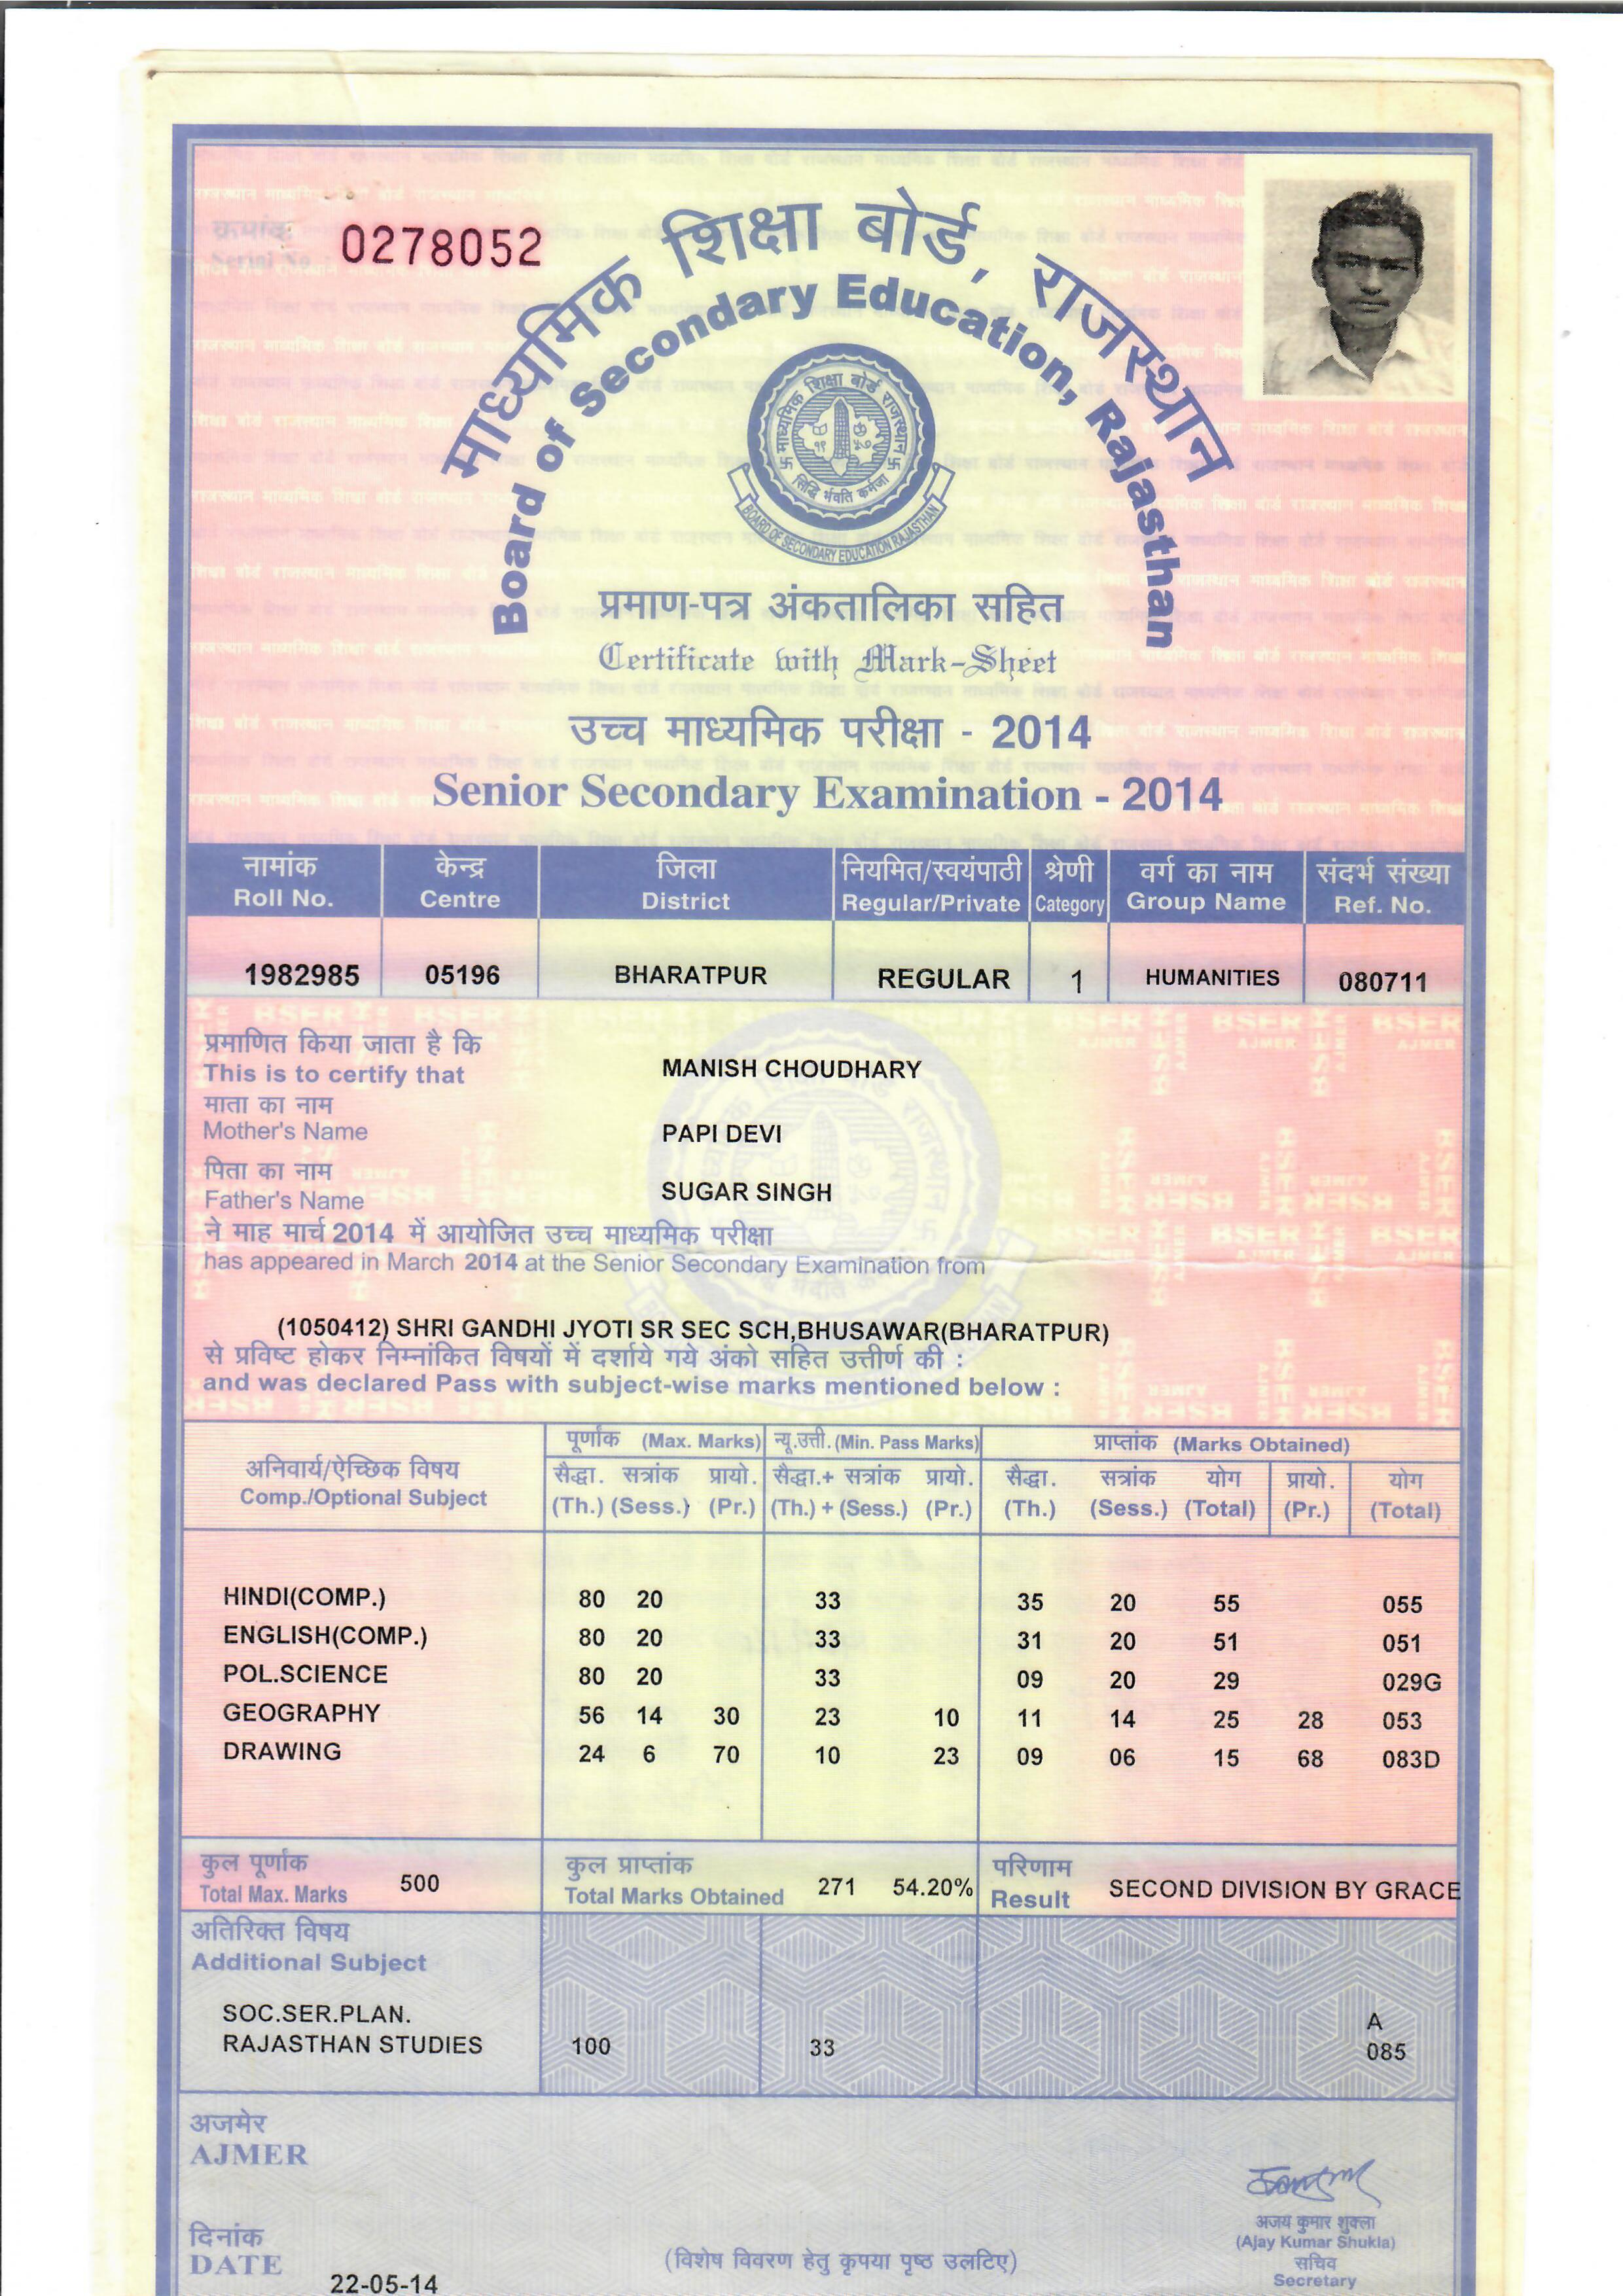 क्रमांक
Serial No.
0278052
माध्यमिक शिक्षा बोर्ड, राजस्थान
Board of Secondary Education, Rajasthan
माध्यमिक शिक्षा बोर्ड राजस्थान
सिद्धि र्भवति कर्मजा
BOARD OF SECONDARY EDUCATION RAJASTHAN
प्रमाण-पत्र अंकतालिका सहित
Certificate with Mark-Sheet
उच्च माध्यमिक परीक्षा - 2014
Senior Secondary Examination - 2014
नामांक केन्द्र जिला नियमित/स्वयंपाठी श्रेणी वर्ग का नाम संदर्भ संख्या
Roll No. Centre District Regular/Private Category Group Name Ref. No.
1982985 05196 BHARATPUR REGULAR 1 HUMANITIES 080711
प्रमाणित किया जाता है कि
This is to certify that MANISH CHOUDHARY
माता का नाम
Mother's Name PAPI DEVI
पिता का नाम
Father's Name SUGAR SINGH
ने माह मार्च 2014 में आयोजित उच्च माध्यमिक परीक्षा
has appeared in March 2014 at the Senior Secondary Examination from
(1050412) SHRI GANDHI JYOTI SR SEC SCH,BHUSAWAR(BHARATPUR)
से प्रविष्ट होकर निम्नांकित विषयों में दर्शाये गये अंको सहित उत्तीर्ण की :
and was declared Pass with subject-wise marks mentioned below :
अनिवार्य/ऐच्छिक विषय
Comp./Optional Subject
पूर्णांक (Max. Marks) न्यू.उत्ती. (Min. Pass Marks) प्राप्तांक (Marks Obtained)
सैद्धा. सत्रांक प्रायो. सैद्धा.+ सत्रांक प्रायो. सैद्धा. सत्रांक योग प्रायो. योग
(Th.) (Sess.) (Pr.) (Th.) + (Sess.) (Pr.) (Th.) (Sess.) (Total) (Pr.) (Total)
HINDI(COMP.) 80 20 33 35 20 55 055
ENGLISH(COMP.) 80 20 33 31 20 51 051
POL.SCIENCE 80 20 33 09 20 29 029G
GEOGRAPHY 56 14 30 23 10 11 14 25 28 053
DRAWING 24 6 70 10 23 09 06 15 68 083D
कुल पूर्णांक कुल प्राप्तांक परिणाम
Total Max. Marks 500 Total Marks Obtained 271 54.20% Result SECOND DIVISION BY GRACE
अतिरिक्त विषय
Additional Subject
SOC.SER.PLAN. A
RAJASTHAN STUDIES 100 33 085
अजमेर
AJMER
दिनांक
DATE 22-05-14
(विशेष विवरण हेतु कृपया पृष्ठ उलटिए)
अजय कुमार शुक्ला
(Ajay Kumar Shukla)
सचिव
Secretary